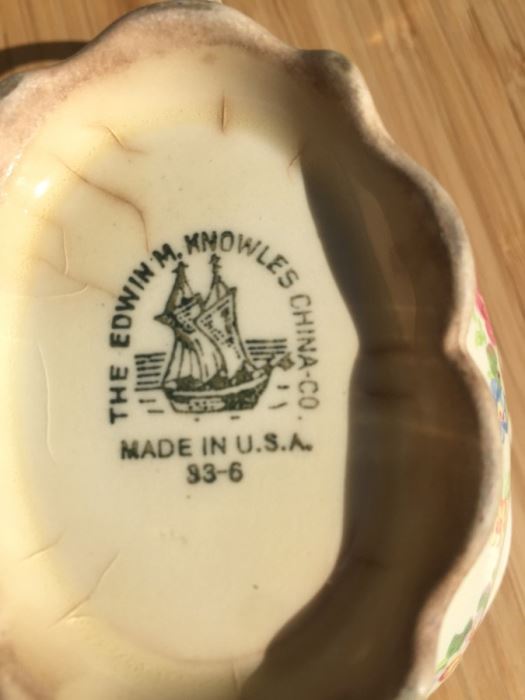 THE EDWIN M. KNOWLES CHINA-CO.
MADE IN U.S.A.
33-6